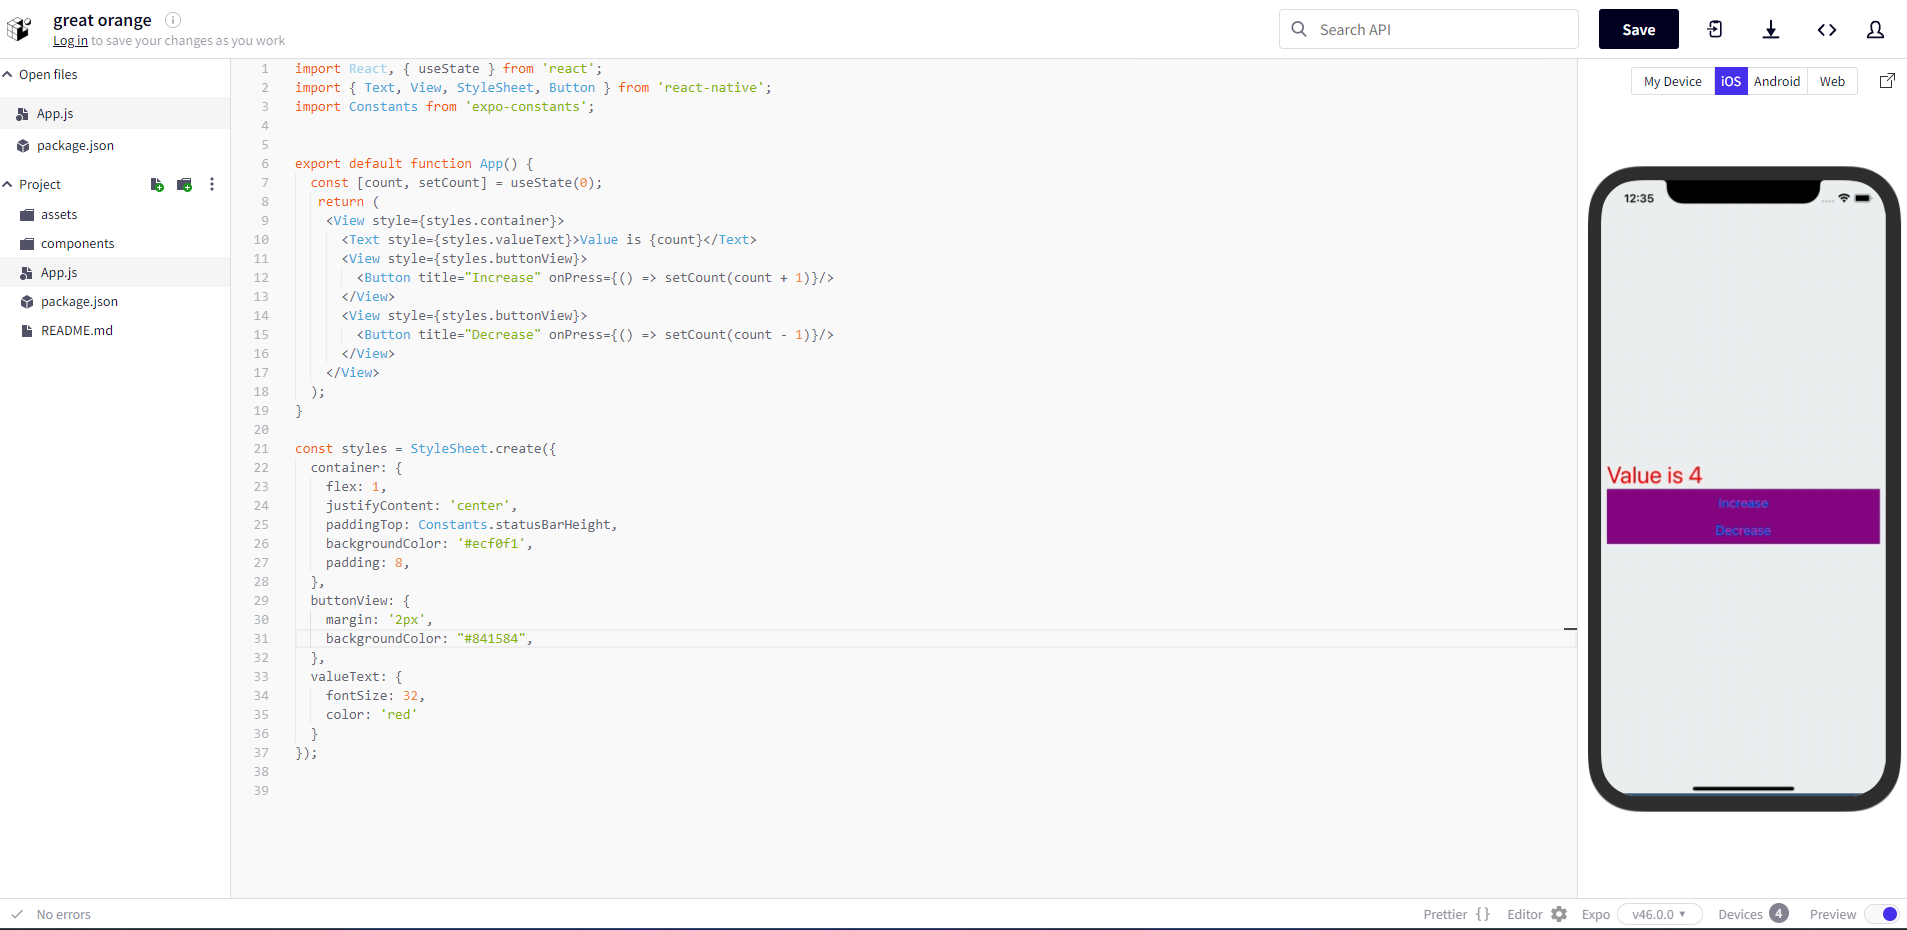 great orange
Log in to save your changes as you work
Search API
Save
Open files
App.js
package.json
Project
assets
components
App.js
package.json
README.md
1 import React, { useState } from 'react';
2 import { Text, View, StyleSheet, Button } from 'react-native';
3 import Constants from 'expo-constants';
4
5
6 export default function App() {
7   const [count, setCount] = useState(0);
8    return (
9     <View style={styles.container}>
10       <Text style={styles.valueText}>Value is {count}</Text>
11       <View style={styles.buttonView}>
12         <Button title="Increase" onPress={() => setCount(count + 1)}/>
13       </View>
14       <View style={styles.buttonView}>
15         <Button title="Decrease" onPress={() => setCount(count - 1)}/>
16       </View>
17     </View>
18   );
19 }
20
21 const styles = StyleSheet.create({
22   container: {
23     flex: 1,
24     justifyContent: 'center',
25     paddingTop: Constants.statusBarHeight,
26     backgroundColor: '#ecf0f1',
27     padding: 8,
28   },
29   buttonView: {
30     margin: '2px',
31     backgroundColor: "#841584",
32   },
33   valueText: {
34     fontSize: 32,
35     color: 'red'
36   }
37 });
38
39
My Device iOS Android Web
12:35
Value is 4
Increase
Decrease
No errors
Prettier {} Editor Expo v46.0.0 Devices 4 Preview